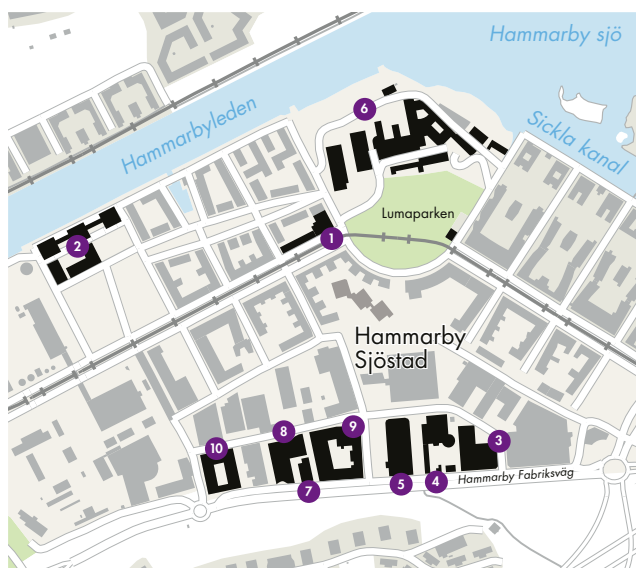 Hammarby sjö
6
Hammarbyleden
Sickla kanal
Lumaparken
1
2
Hammarby
Sjöstad
9
8
3
10
Hammarby Fabriksväg
4
5
7